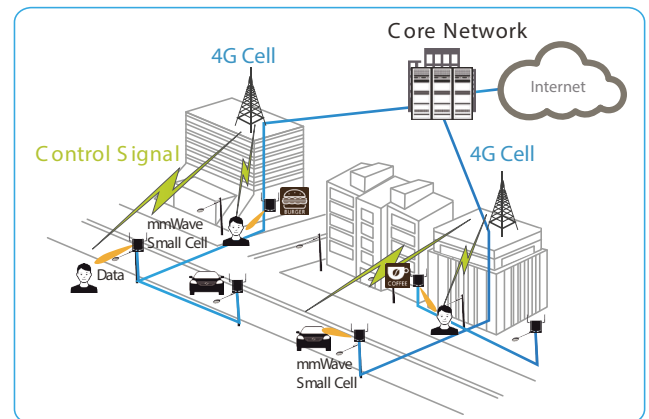 Core Network
4G Cell
Internet
Control Signal
4G Cell
BURGER
mmWave
Small Cell
Data
COFFEE
mmWave
Small Cell